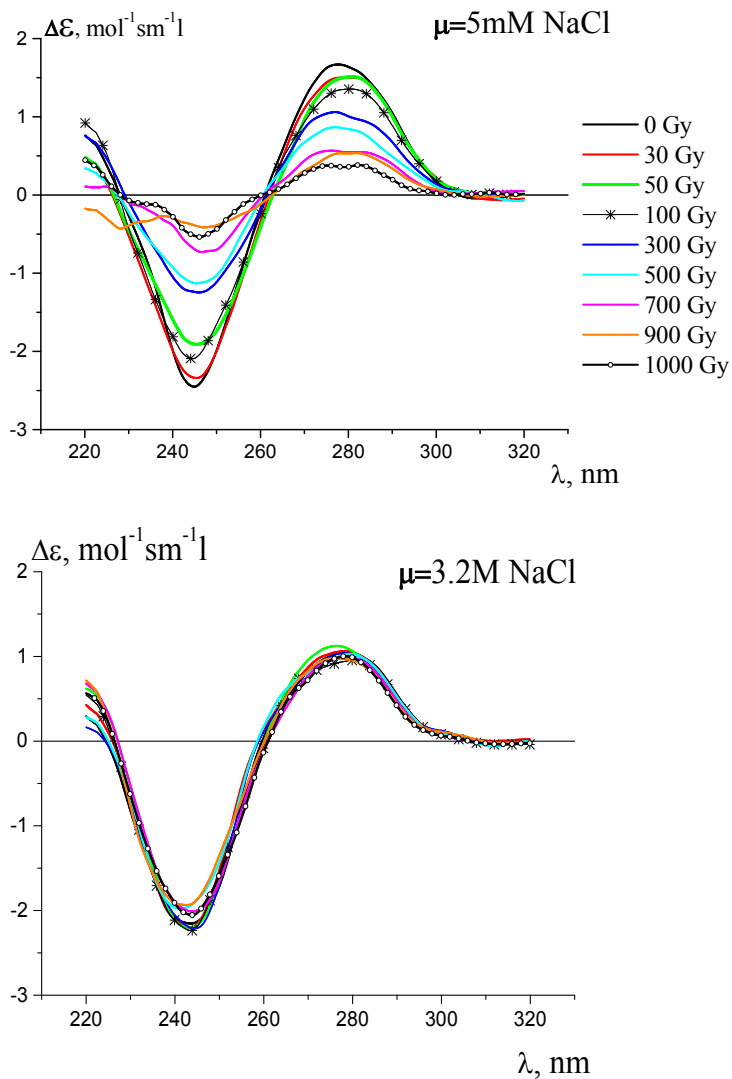 Δε, mol⁻¹sm⁻¹l
μ=5mM NaCl
2
1
0
-1
-2
-3
220 240 260 280 300 320
λ, nm
0 Gy
30 Gy
50 Gy
100 Gy
300 Gy
500 Gy
700 Gy
900 Gy
1000 Gy
Δε, mol⁻¹sm⁻¹l
μ=3.2M NaCl
2
1
0
-1
-2
-3
220 240 260 280 300 320
λ, nm